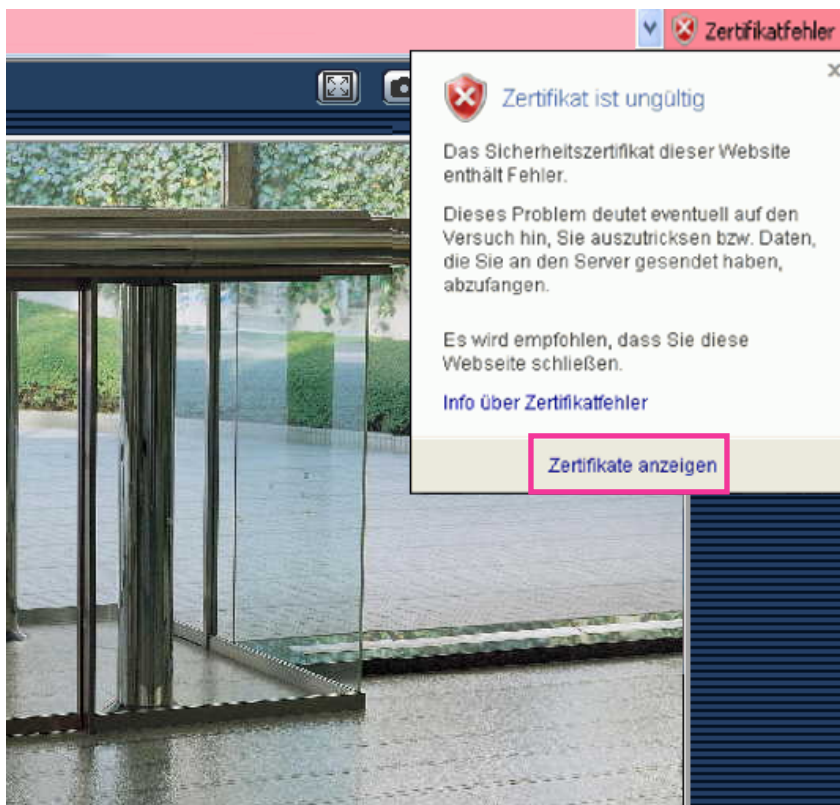 Zertifikatfehler
Zertifikat ist ungültig
Das Sicherheitszertifikat dieser Website
enthält Fehler.
Dieses Problem deutet eventuell auf den
Versuch hin, Sie auszutricksen bzw. Daten,
die Sie an den Server gesendet haben,
abzufangen.
Es wird empfohlen, dass Sie diese
Webseite schließen.
Info über Zertifikatfehler
Zertifikate anzeigen